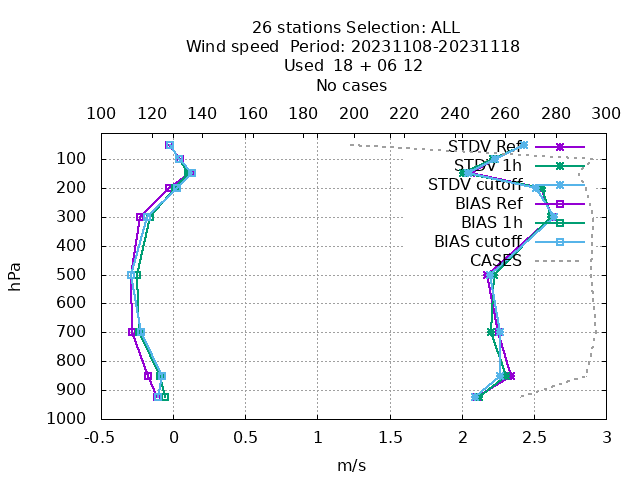 26 stations Selection: ALL
Wind speed  Period: 20231108-20231118
Used  18 + 06 12
No cases
100 120 140 160 180 200 220 240 260 280 300
STDV Ref
STDV 1h
STDV cutoff
BIAS Ref
BIAS 1h
BIAS cutoff
CASES
100
200
300
400
500
600
700
800
900
1000
hPa
-0.5 0 0.5 1 1.5 2 2.5 3
m/s